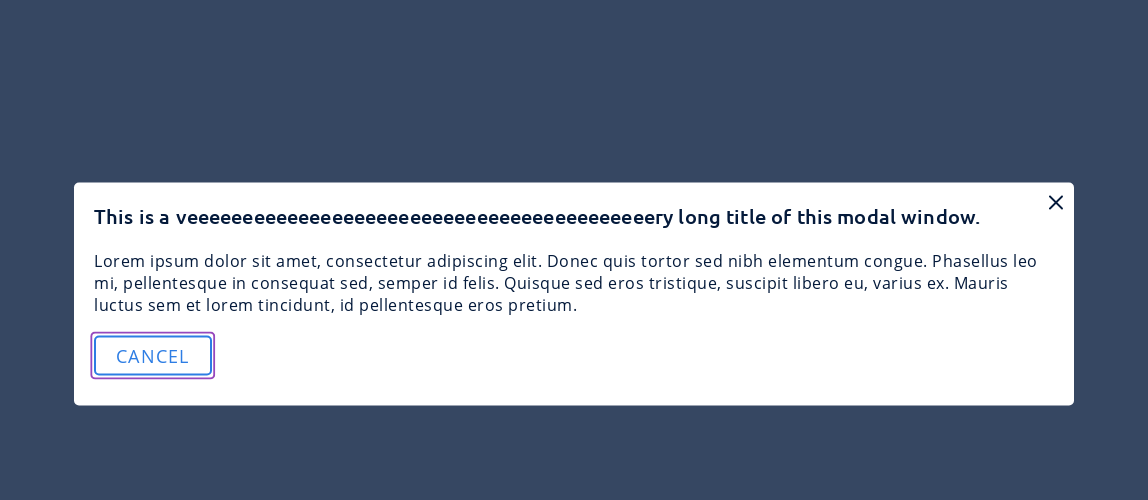 This is a veeeeeeeeeeeeeeeeeeeeeeeeeeeeeeeeeeeeeeeeeery long title of this modal window.
Lorem ipsum dolor sit amet, consectetur adipiscing elit. Donec quis tortor sed nibh elementum congue. Phasellus leo
mi, pellentesque in consequat sed, semper id felis. Quisque sed eros tristique, suscipit libero eu, varius ex. Mauris
luctus sem et lorem tincidunt, id pellentesque eros pretium.
CANCEL